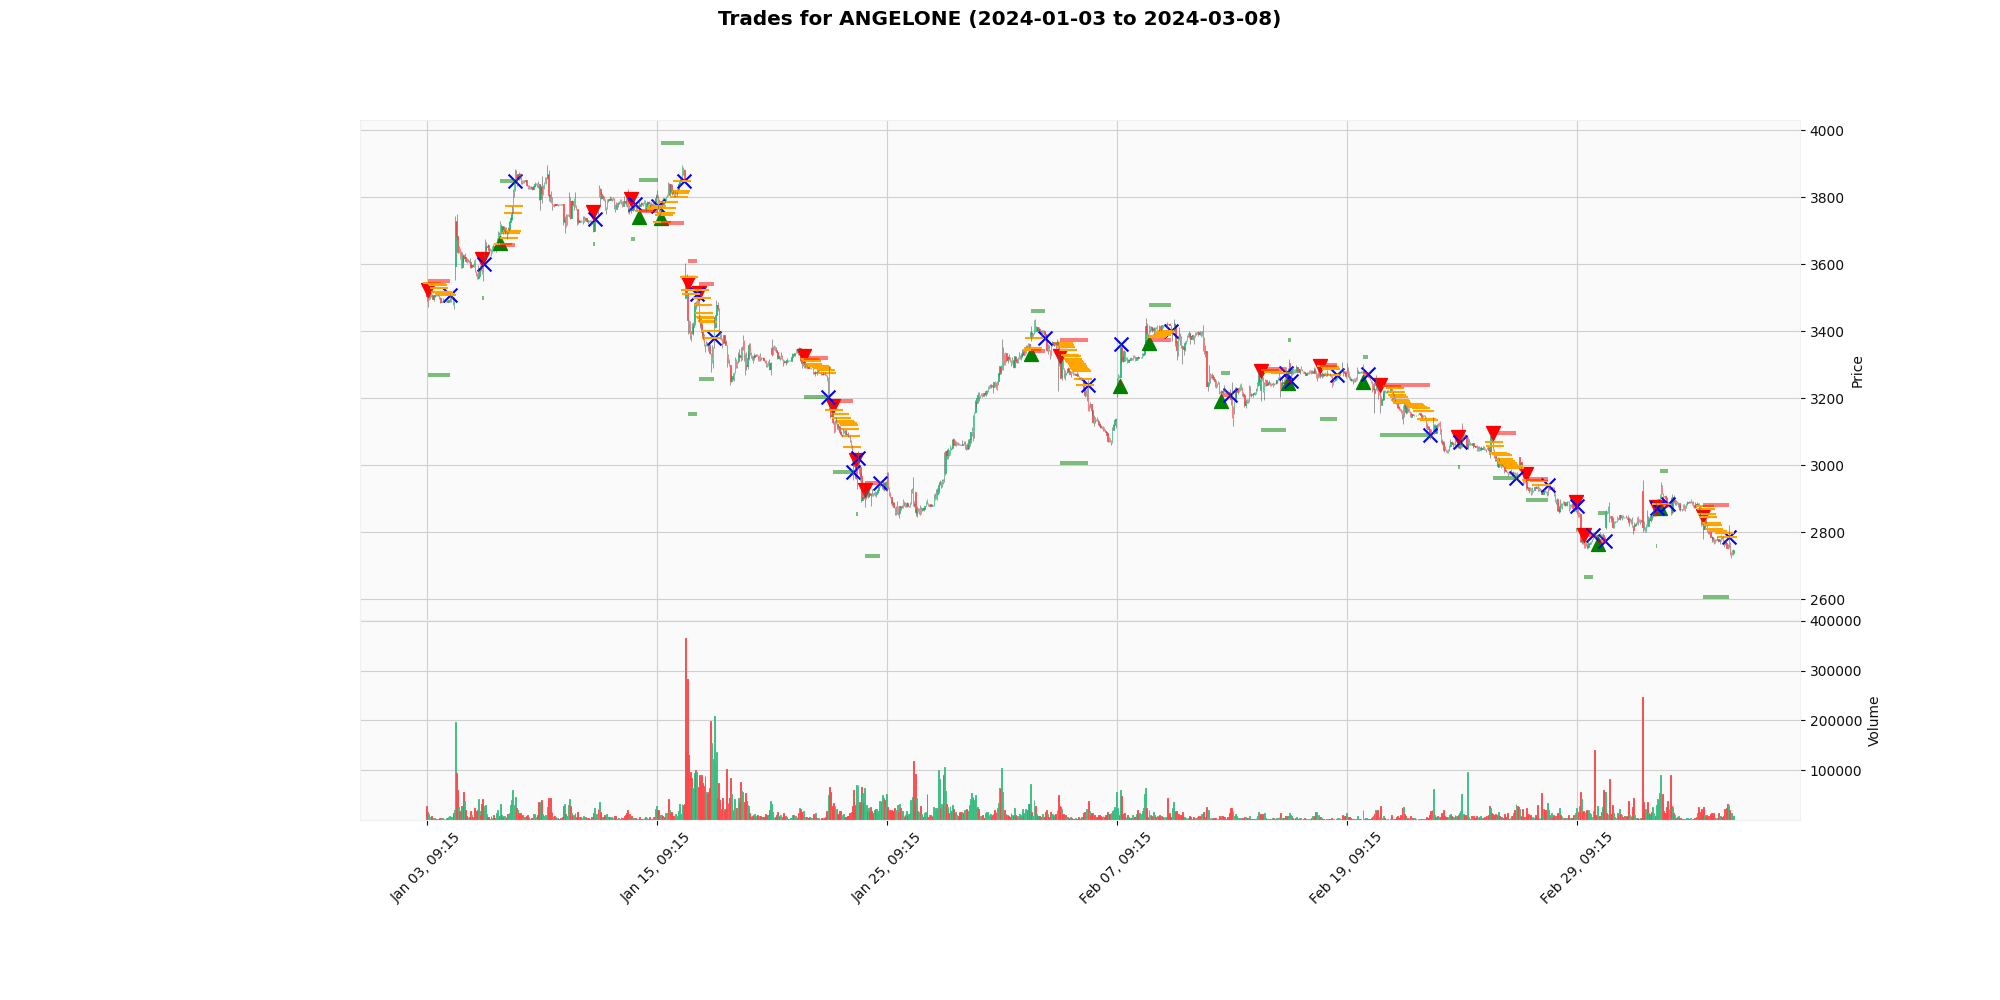 Trades for ANGELONE (2024-01-03 to 2024-03-08)
4000
3800
3600
3400
Price
3200
3000
2800
2600
400000
300000
200000
Volume
100000
Jan 03, 09:15
Jan 15, 09:15
Jan 25, 09:15
Feb 07, 09:15
Feb 19, 09:15
Feb 29, 09:15